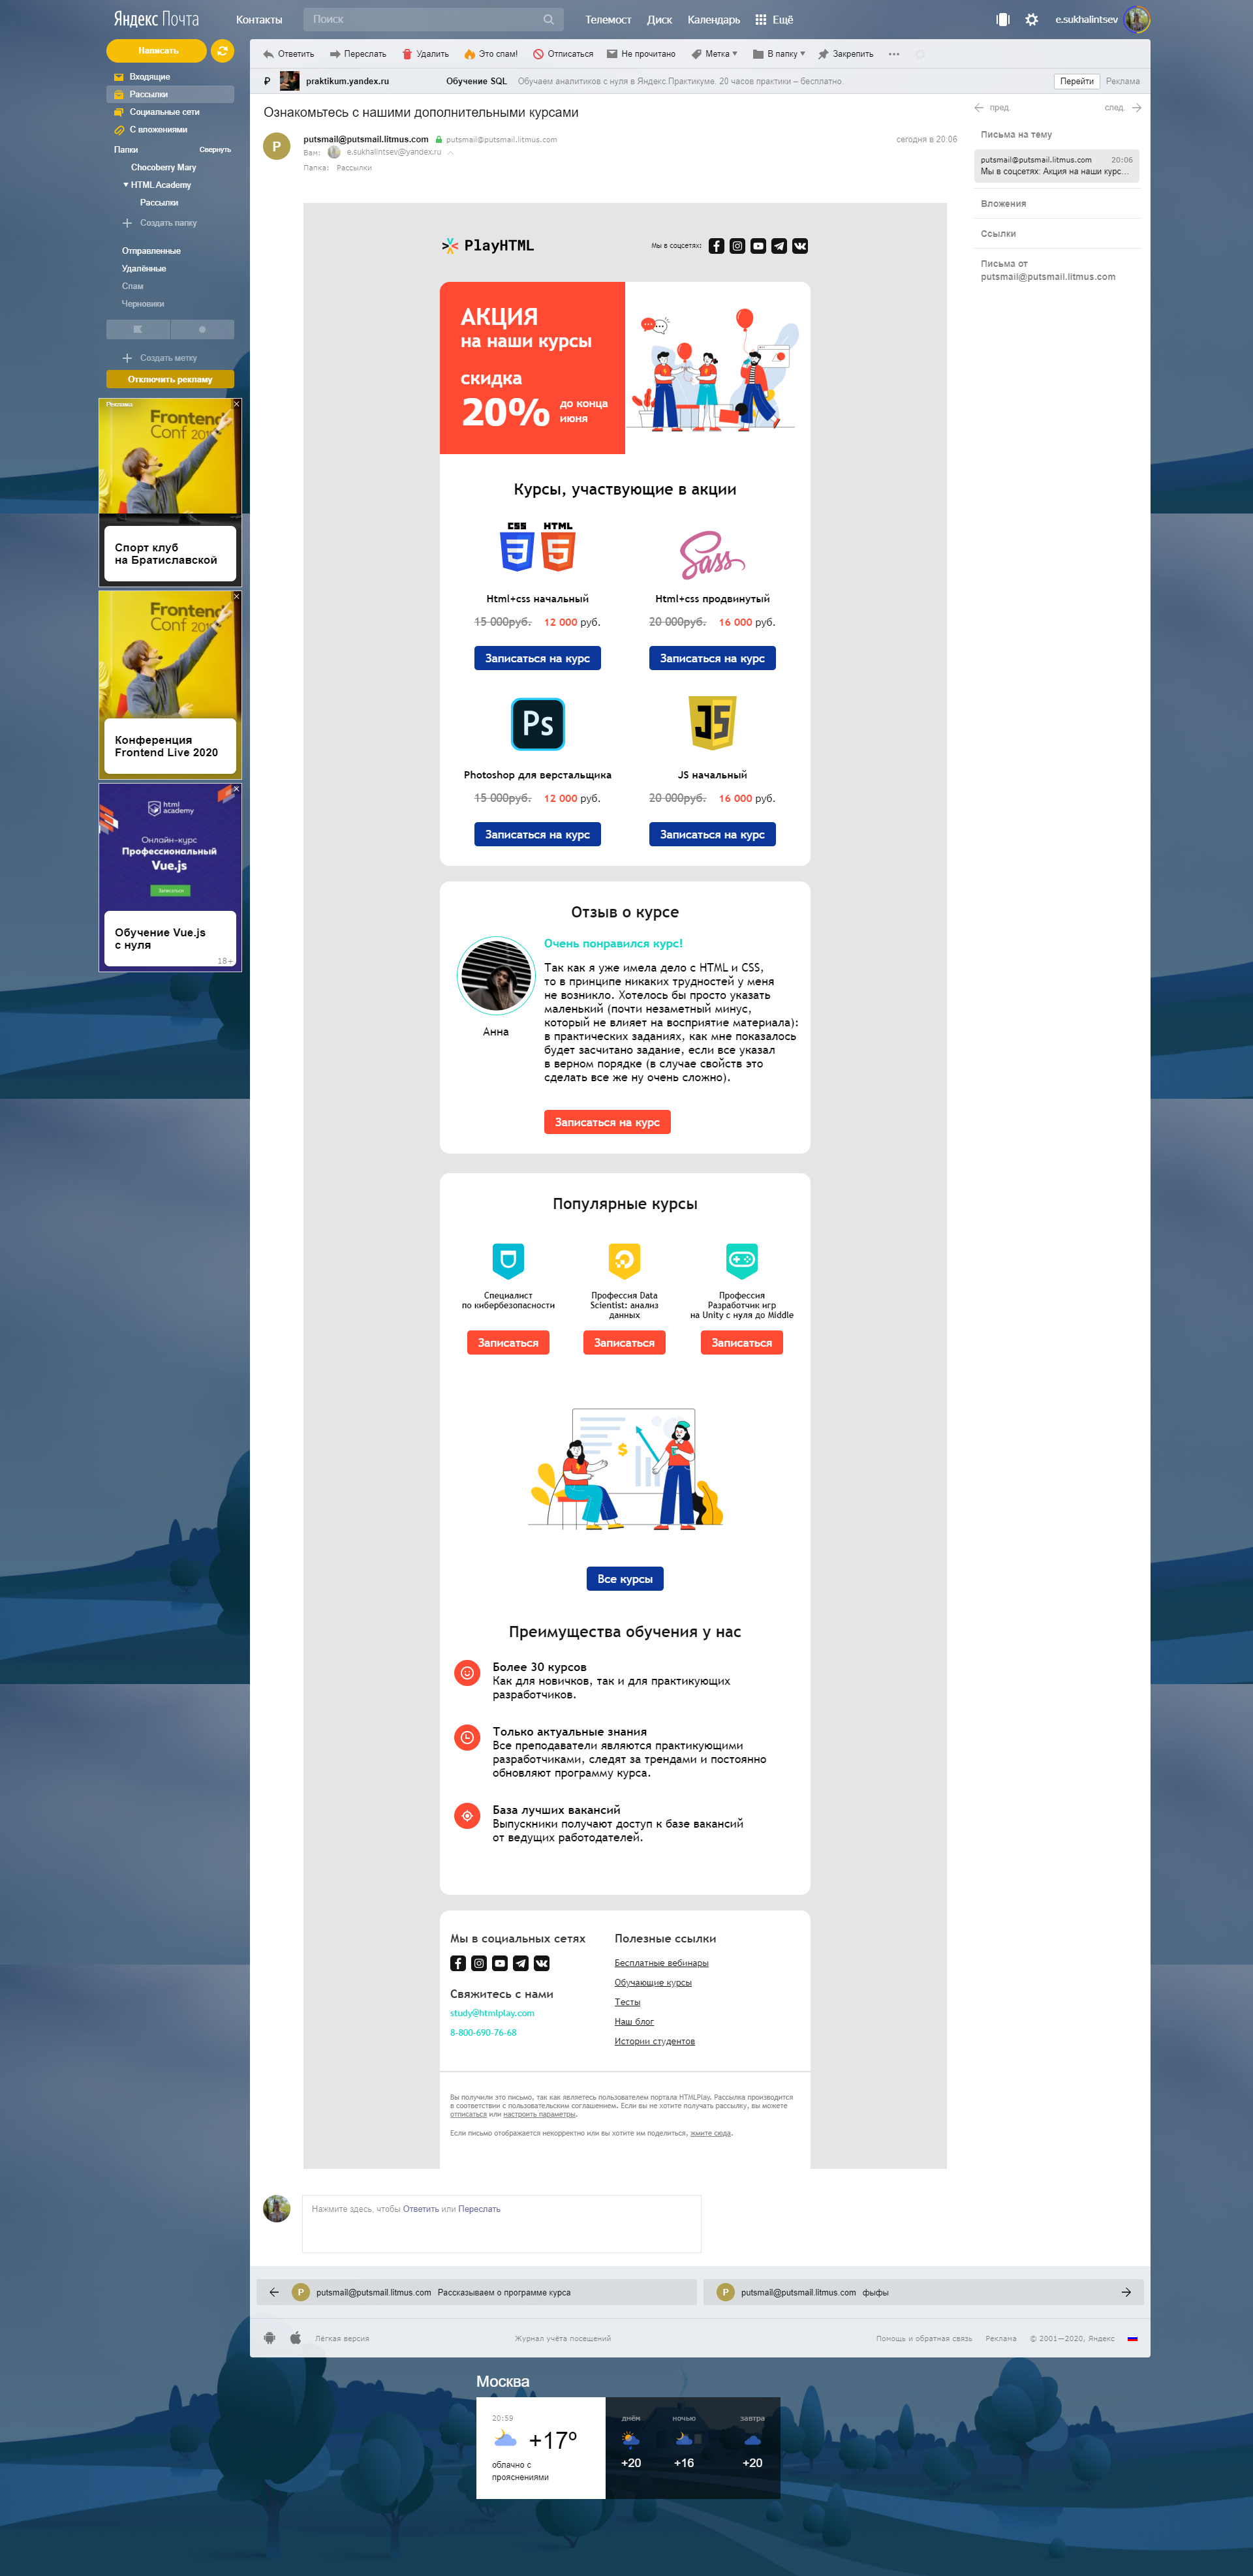 Яндекс Почта
Контакты
Поиск
Телемост
Диск
Календарь
Ещё
e.sukhalintsev
Написать
Входящие
Рассылки
Социальные сети
С вложениями
Папки
Свернуть
Chocoberry Mary
HTML Academy
Рассылки
Создать папку
Отправленные
Удалённые
Спам
Черновики
Создать метку
Отключить рекламу
Реклама
Frontend
Conf 201
Спорт клуб
на Братиславской
Frontend
Conf 201
Конференция
Frontend Live 2020
html
academy
Онлайн-курс
Профессиональный
Vue.js
Записаться
Обучение Vue.js
с нуля
18+
Ответить
Переслать
Удалить
Это спам!
Отписаться
Не прочитано
Метка
В папку
Закрепить
₽
praktikum.yandex.ru
Обучение SQL
Обучаем аналитиков с нуля в Яндекс.Практикуме. 20 часов практики – бесплатно.
Перейти
Реклама
Ознакомьтесь с нашими дополнительными курсами
P
putsmail@putsmail.litmus.com
putsmail@putsmail.litmus.com
сегодня в 20:06
Вам:
e.sukhalintsev@yandex.ru
Папка: Рассылки
пред.
след.
Письма на тему
putsmail@putsmail.litmus.com
20:06
Мы в соцсетях: Акция на наши курс...
Вложения
Ссылки
Письма от
putsmail@putsmail.litmus.com
PlayHTML
Мы в соцсетях:
АКЦИЯ
на наши курсы
скидка
20%
до конца
июня
Курсы, участвующие в акции
CSS
HTML
3
5
Sass
Html+css начальный
Html+css продвинутый
15 000руб.
12 000 руб.
20 000руб.
16 000 руб.
Записаться на курс
Записаться на курс
Ps
JS
Photoshop для верстальщика
JS начальный
15 000руб.
12 000 руб.
20 000руб.
16 000 руб.
Записаться на курс
Записаться на курс
Отзыв о курсе
Анна
Очень понравился курс!
Так как я уже имела дело с HTML и CSS,
то в принципе никаких трудностей у меня
не возникло. Хотелось бы просто указать
маленький (почти незаметный минус,
который не влияет на восприятие материала):
в практических заданиях, как мне показалось
будет засчитано задание, если все указал
в верном порядке (в случае свойств это
сделать все же ну очень сложно).
Записаться на курс
Популярные курсы
Специалист
по кибербезопасности
Профессия Data
Scientist: анализ
данных
Профессия
Разработчик игр
на Unity с нуля до Middle
Записаться
Записаться
Записаться
$
Все курсы
Преимущества обучения у нас
Более 30 курсов
Как для новичков, так и для практикующих
разработчиков.
Только актуальные знания
Все преподаватели являются практикующими
разработчиками, следят за трендами и постоянно
обновляют программу курса.
База лучших вакансий
Выпускники получают доступ к базе вакансий
от ведущих работодателей.
Мы в социальных сетях
Свяжитесь с нами
study@htmlplay.com
8-800-690-76-68
Полезные ссылки
Бесплатные вебинары
Обучающие курсы
Тесты
Наш блог
Истории студентов
Вы получили это письмо, так как являетесь пользователем портала HTMLPlay. Рассылка производится
в соответствии с пользовательским соглашением. Если вы не хотите получать рассылку, вы можете
отписаться или настроить параметры.
Если письмо отображается некорректно или вы хотите им поделиться, жмите сюда.
Нажмите здесь, чтобы Ответить или Переслать
P
putsmail@putsmail.litmus.com Рассказываем о программе курса
P
putsmail@putsmail.litmus.com фыфы
Лёгкая версия
Журнал учёта посещений
Помощь и обратная связь
Реклама
© 2001—2020, Яндекс
Москва
20:59
+17°
облачно с
прояснениями
днём
ночью
завтра
+20
+16
+20